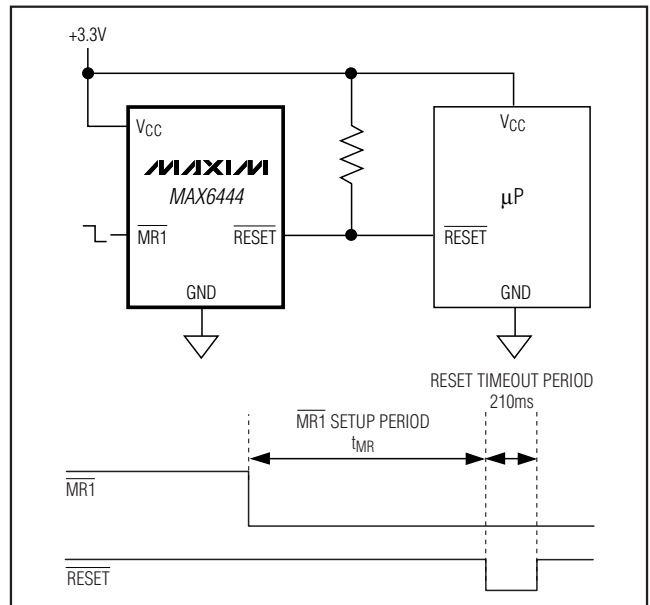 +3.3V
VCC
MAXIM
MAX6444
MR1
RESET
GND
VCC
µP
RESET
GND
RESET TIMEOUT PERIOD
210ms
MR1 SETUP PERIOD
tMR
MR1
RESET